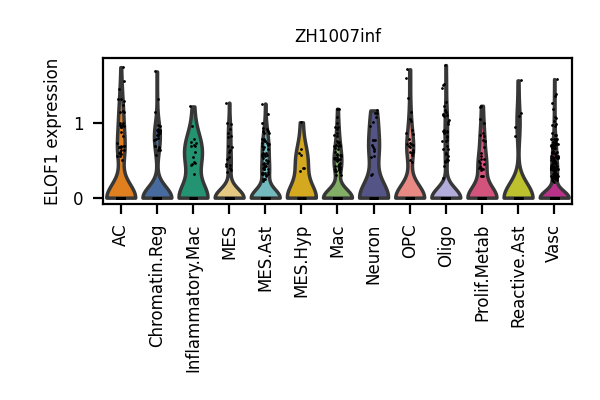 ZH1007inf
ELOF1 expression
1
0
AC
Chromatin.Reg
Inflammatory.Mac
MES
MES.Ast
MES.Hyp
Mac
Neuron
OPC
Oligo
Prolif.Metab
Reactive.Ast
Vasc